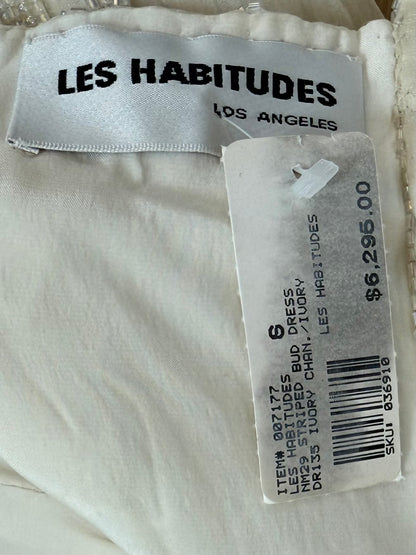 LES HABITUDES
LOS ANGELES
ITEM# 007177
LES HABITUDES
NM29 STRIPED BUD DRESS
DR135 IVORY CHAN./IVORY
6
LES HABITUDES
$6,295.00
SKU: 036910